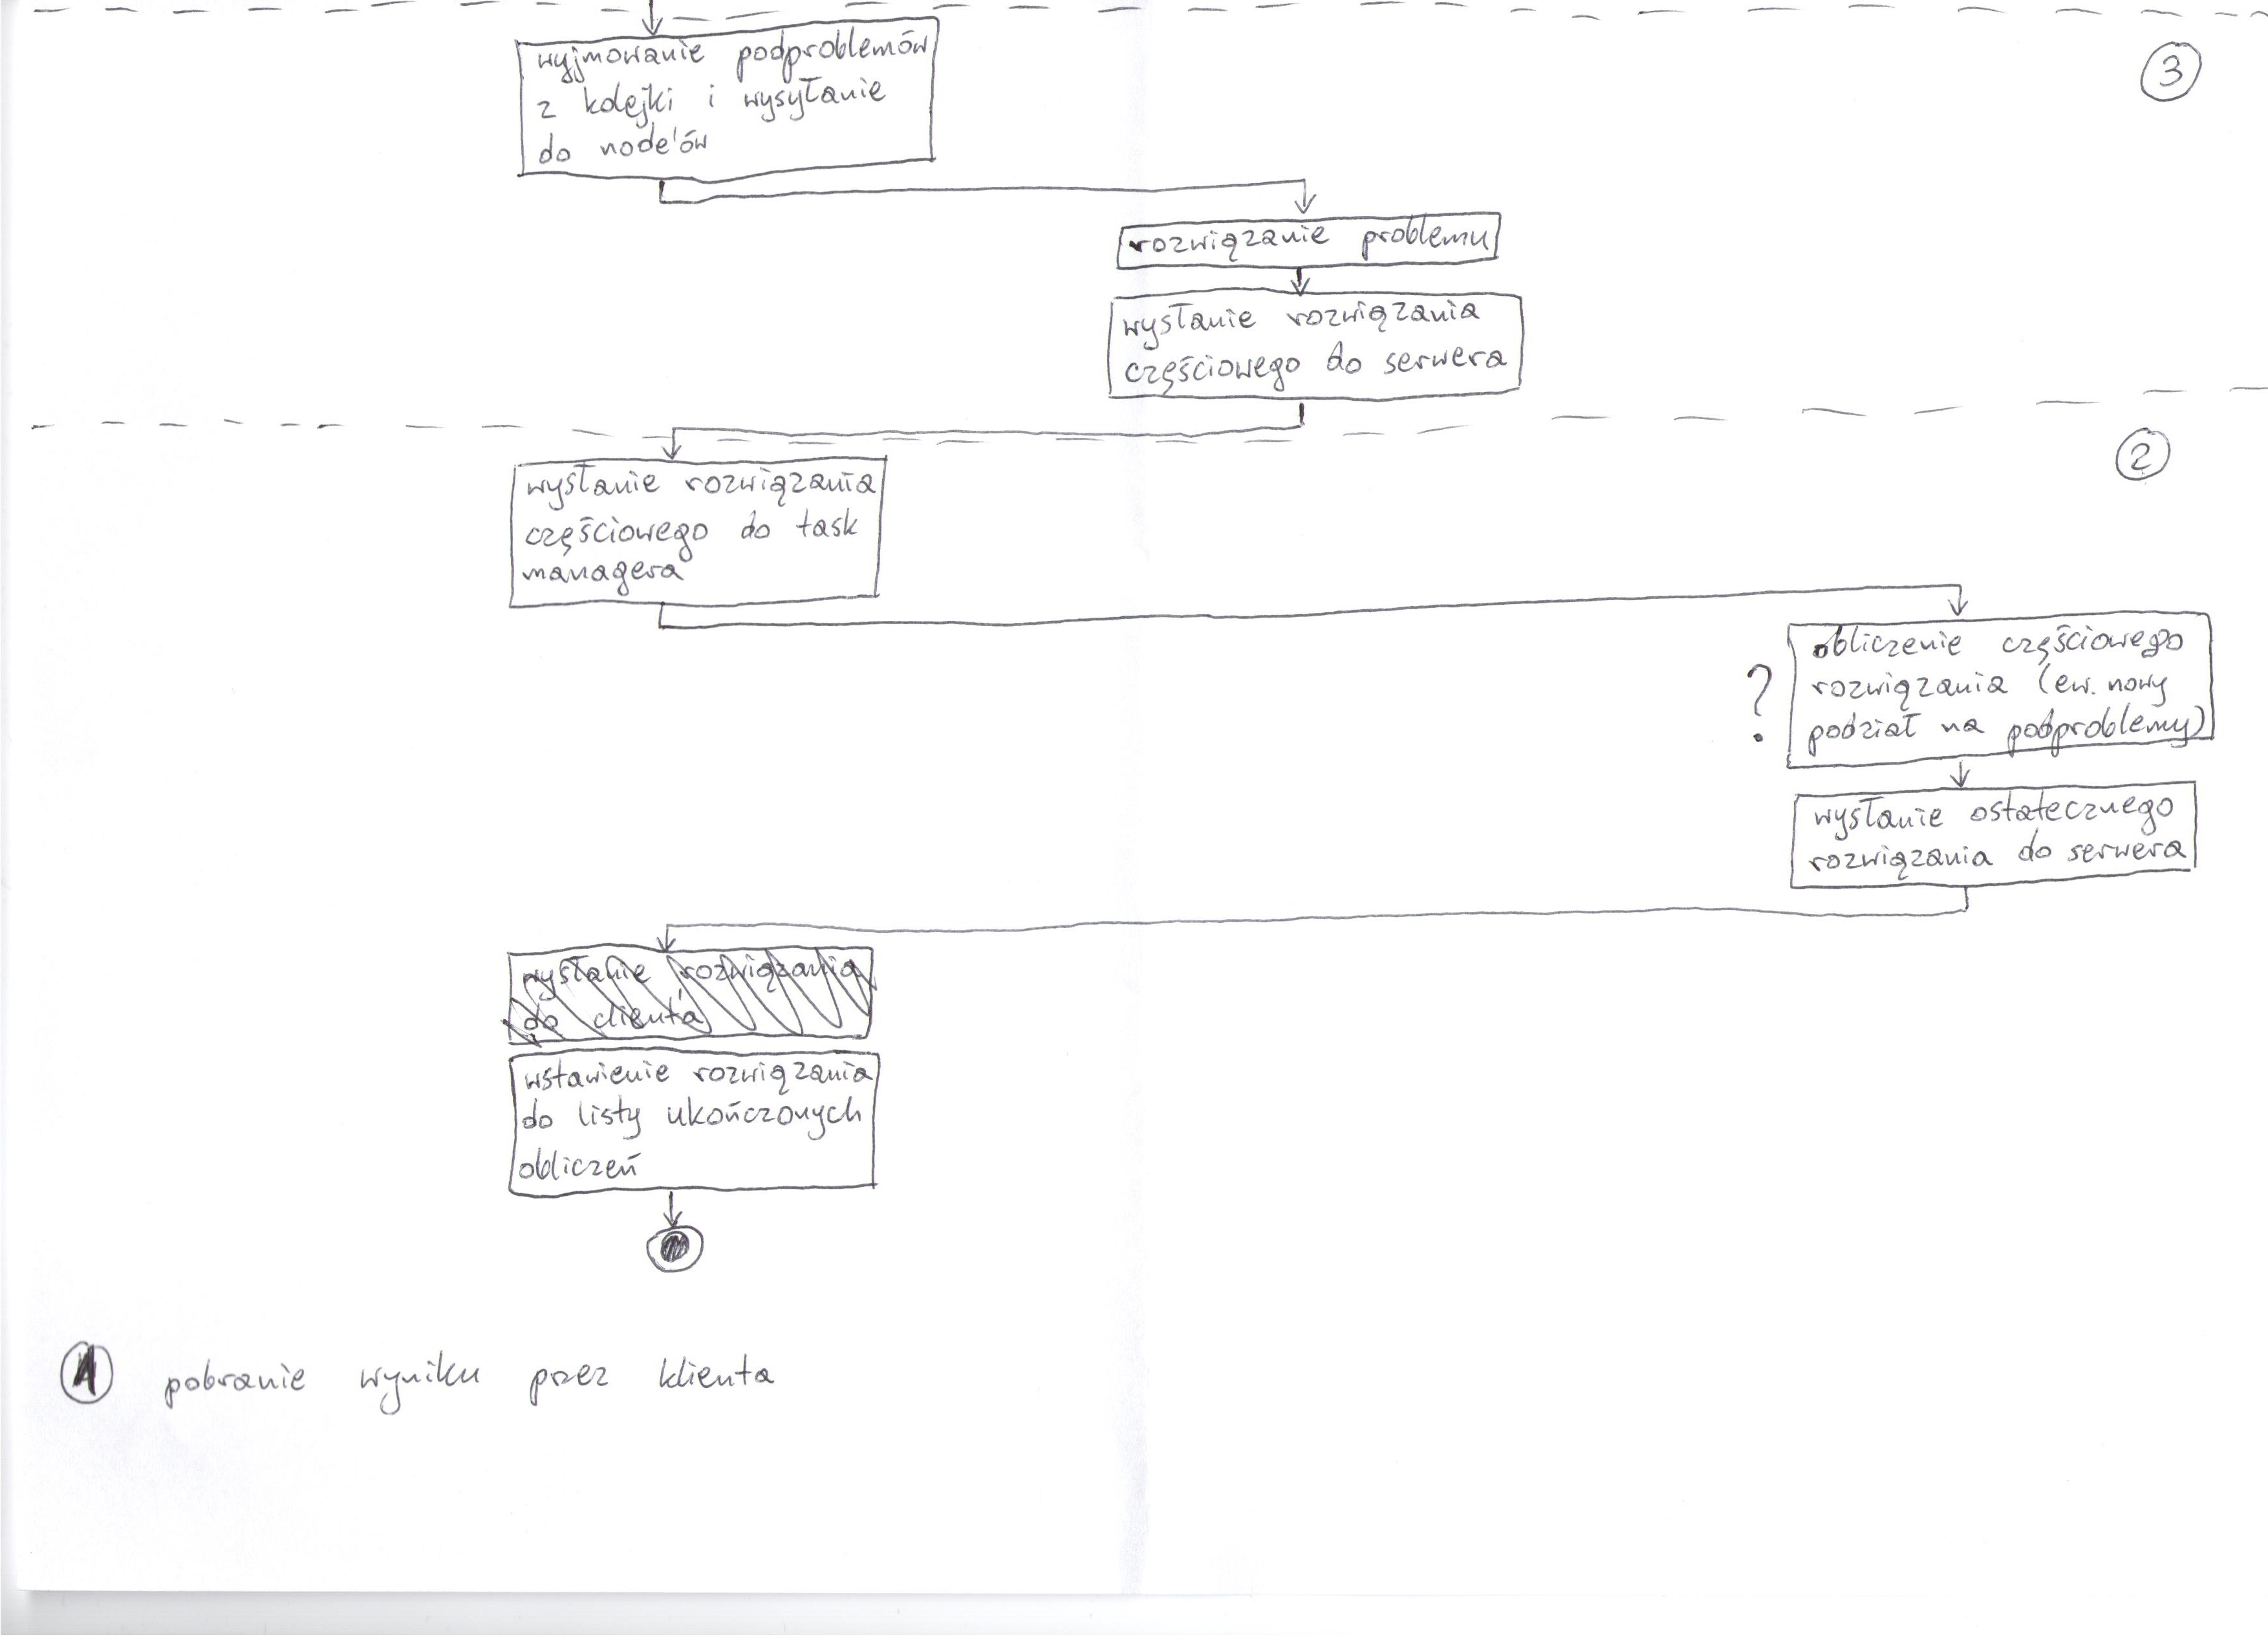 wyjmowanie podproblemów
z kolejki i wysyłanie
do node'ów
3
rozwiązanie problemu
wysłanie rozwiązania
częściowego do serwera
2
wysłanie rozwiązania
częściowego do task
managera
?
obliczenie częściowego
rozwiązania (ew. nowy
podział na podproblemy)
wysłanie ostatecznego
rozwiązania do serwera
wysłanie rozwiązania
do clienta
wstawienie rozwiązania
do listy ukończonych
obliczeń
1 pobranie wyniku przez klienta